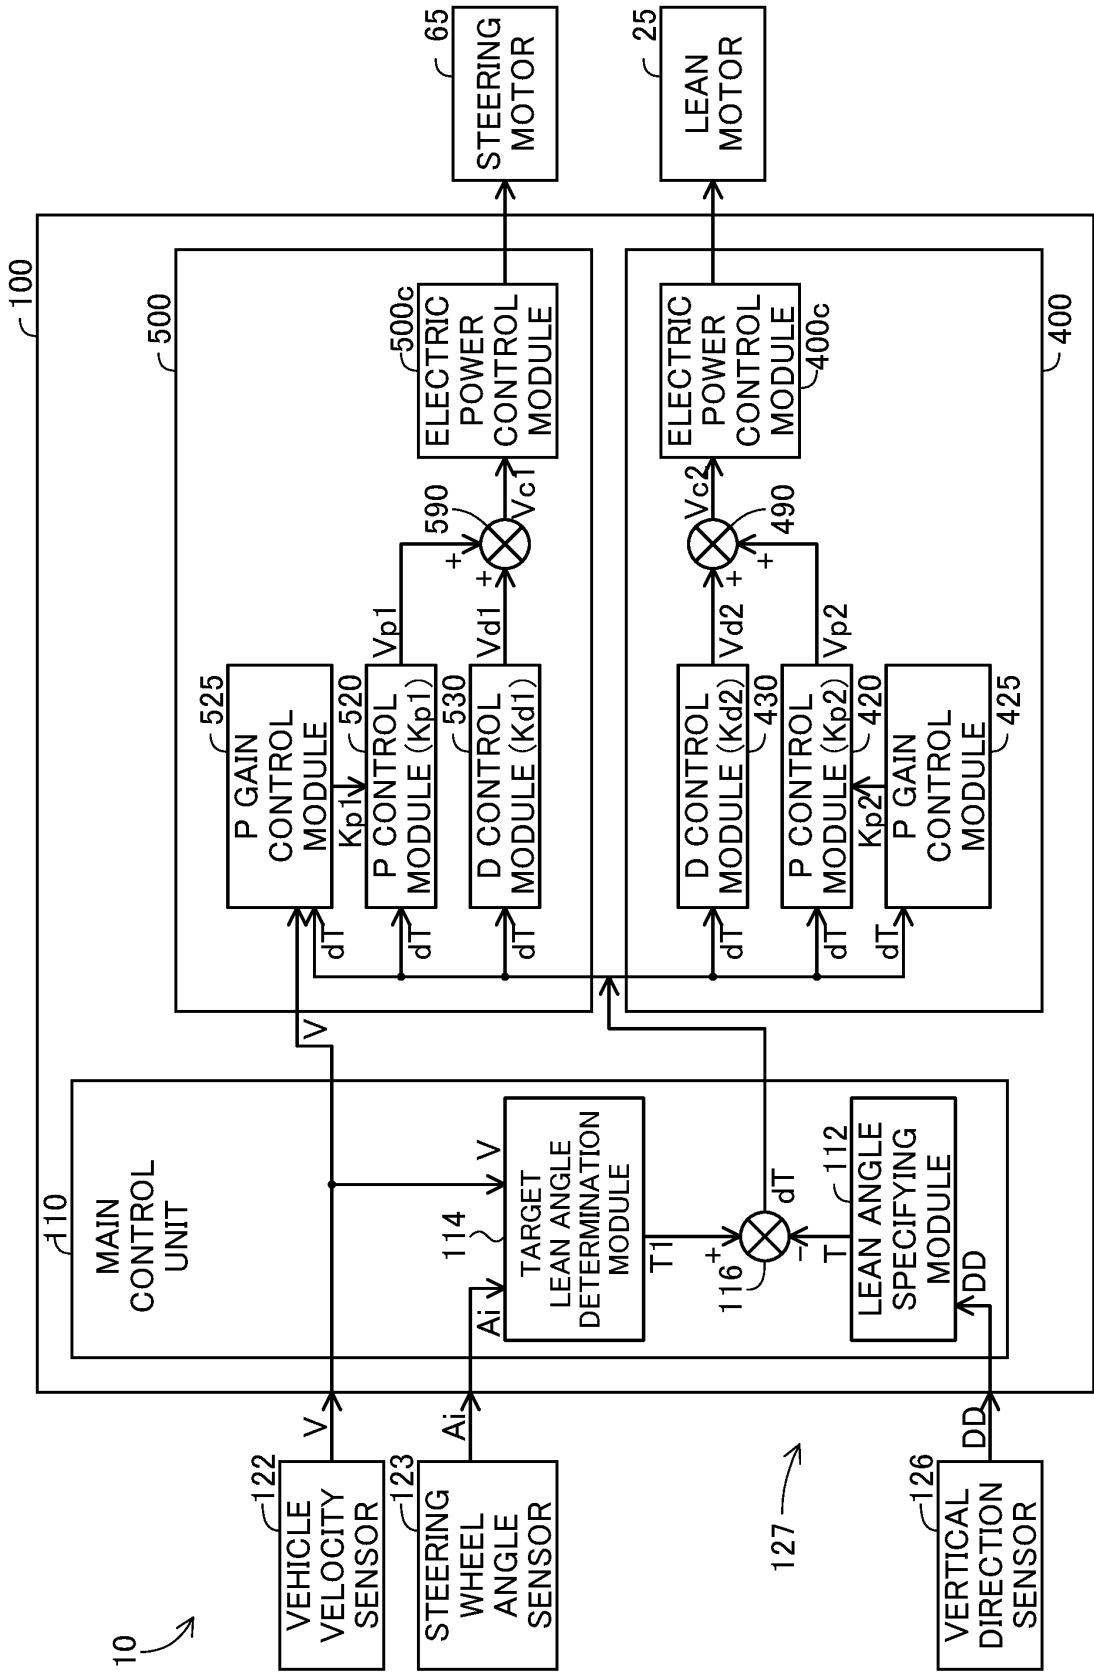 10
100
110
MAIN
CONTROL
UNIT
122
VEHICLE
VELOCITY
SENSOR
V
123
STEERING
WHEEL
ANGLE
SENSOR
Ai
Ai
V
114
TARGET
LEAN ANGLE
DETERMINATION
MODULE
T1
+
116
dT
−
T
112
LEAN ANGLE
SPECIFYING
MODULE
DD
127
126
VERTICAL
DIRECTION
SENSOR
DD
V
500
525
P GAIN
CONTROL
MODULE
dT
Kp1
520
P CONTROL
MODULE(Kp1)
dT
Vp1
530
D CONTROL
MODULE(Kd1)
dT
Vd1
+
+
590
Vc1
500c
ELECTRIC
POWER
CONTROL
MODULE
65
STEERING
MOTOR
400
D CONTROL
MODULE(Kd2)
430
dT
Vd2
P CONTROL
MODULE(Kp2)
420
dT
Vp2
Kp2
P GAIN
CONTROL
MODULE
425
dT
+
+
490
Vc2
ELECTRIC
POWER
CONTROL
MODULE
400c
25
LEAN
MOTOR